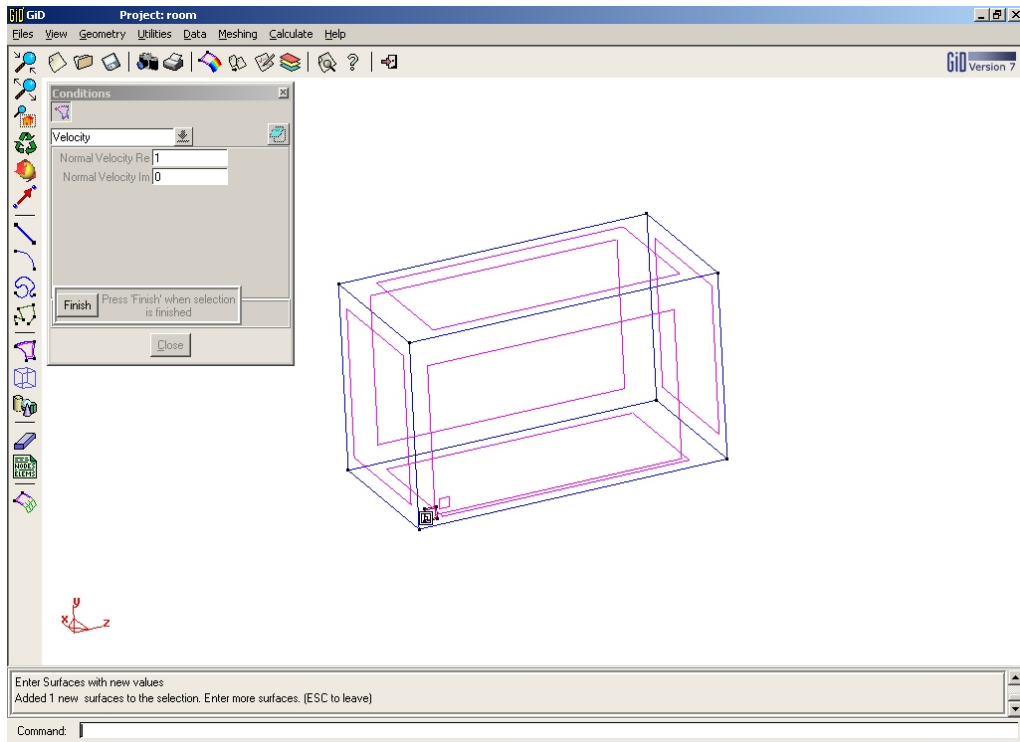 GiD GiD Project: room
Files View Geometry Utilities Data Meshing Calculate Help
GiD Version 7
Conditions
Velocity
Normal Velocity Re 1
Normal Velocity Im 0
Finish
Press 'Finish' when selection
is finished
Close
NODES
ELEMS
y
x
z
Enter Surfaces with new values
Added 1 new surfaces to the selection. Enter more surfaces. (ESC to leave)
Command: